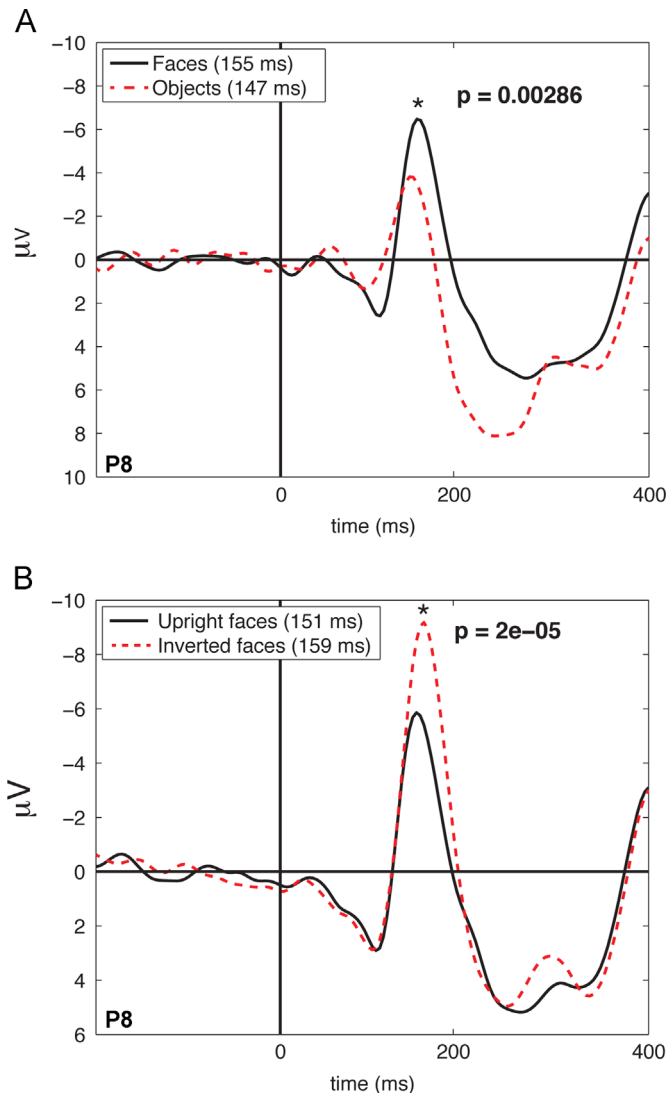 A
−10
Faces (155 ms)
Objects (147 ms)
−8
p = 0.00286
*
−6
−4
−2
μv
0
2
4
6
8
P8
10
0
200
400
time (ms)
B
−10
Upright faces (151 ms)
Inverted faces (159 ms)
*
p = 2e−05
−8
−6
−4
μV
−2
0
2
4
P8
6
0
200
400
time (ms)